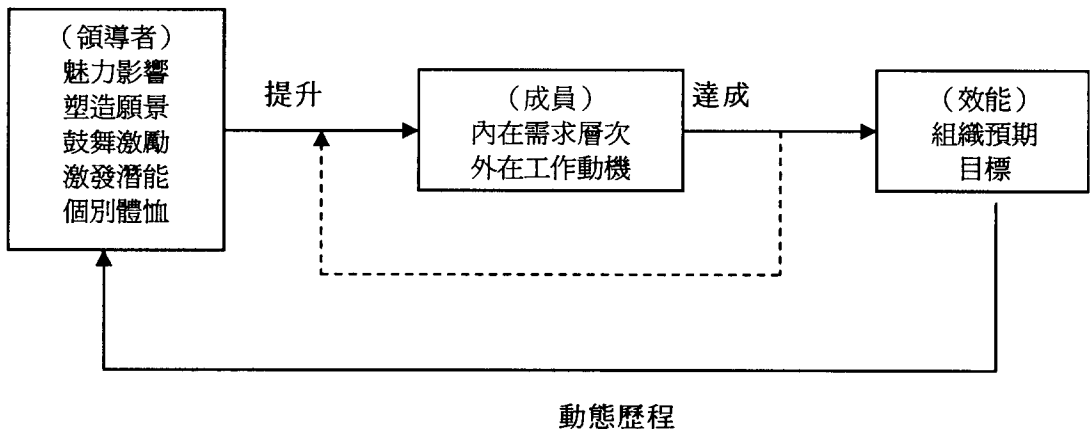 （領導者）
魅力影響
塑造願景
鼓舞激勵
激發潛能
個別體恤
提升
（成員）
內在需求層次
外在工作動機
達成
（效能）
組織預期
目標
動態歷程